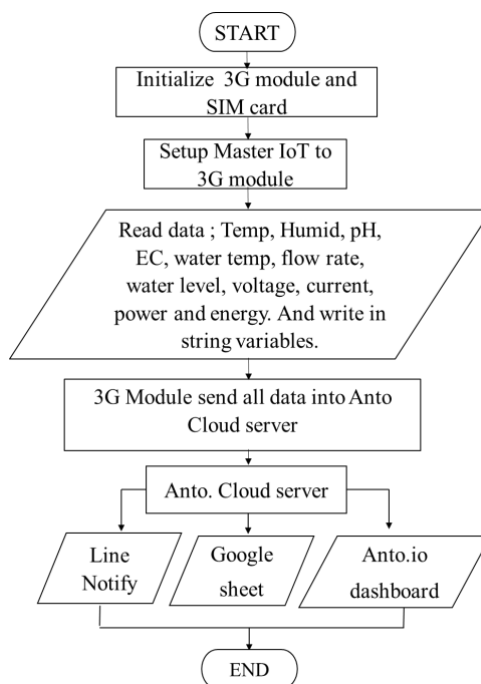 START
Initialize 3G module and
SIM card
Setup Master IoT to
3G module
Read data ; Temp, Humid, pH,
EC, water temp, flow rate,
water level, voltage, current,
power and energy. And write in
string variables.
3G Module send all data into Anto
Cloud server
Anto. Cloud server
Line
Notify
Google
sheet
Anto.io
dashboard
END